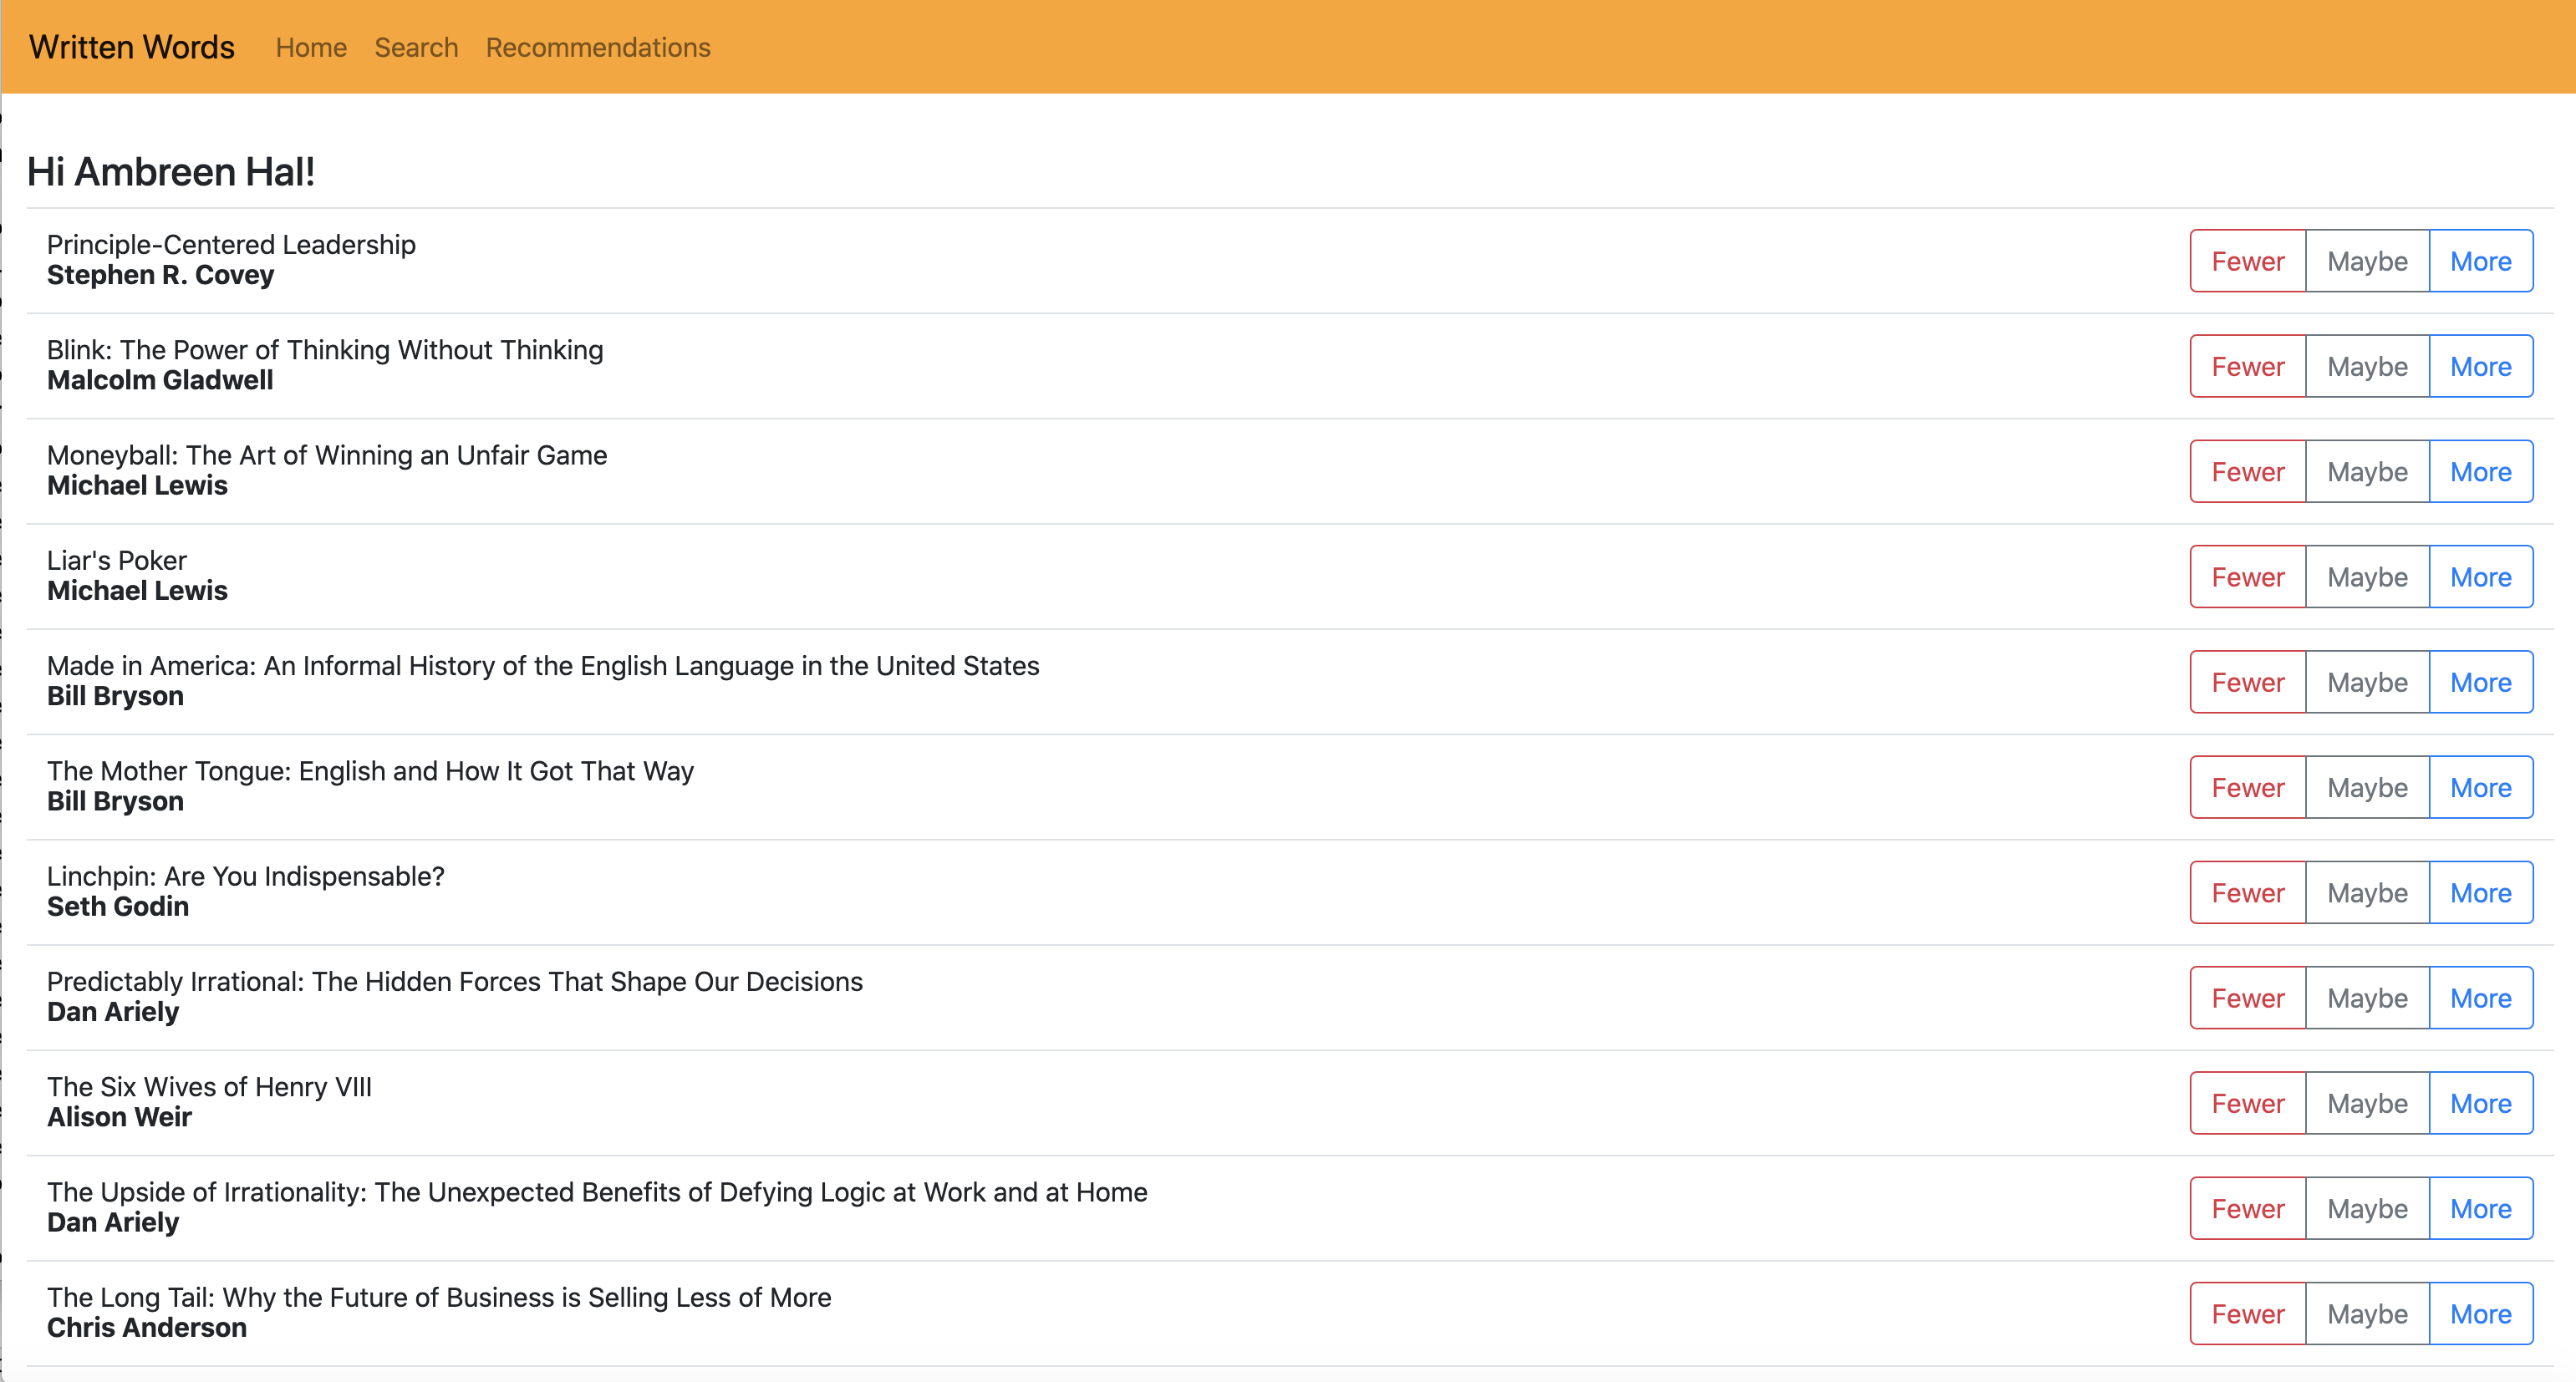 Written Words Home Search Recommendations
Hi Ambreen Hal!
Principle-Centered Leadership
Stephen R. Covey
Fewer Maybe More
Blink: The Power of Thinking Without Thinking
Malcolm Gladwell
Fewer Maybe More
Moneyball: The Art of Winning an Unfair Game
Michael Lewis
Fewer Maybe More
Liar's Poker
Michael Lewis
Fewer Maybe More
Made in America: An Informal History of the English Language in the United States
Bill Bryson
Fewer Maybe More
The Mother Tongue: English and How It Got That Way
Bill Bryson
Fewer Maybe More
Linchpin: Are You Indispensable?
Seth Godin
Fewer Maybe More
Predictably Irrational: The Hidden Forces That Shape Our Decisions
Dan Ariely
Fewer Maybe More
The Six Wives of Henry VIII
Alison Weir
Fewer Maybe More
The Upside of Irrationality: The Unexpected Benefits of Defying Logic at Work and at Home
Dan Ariely
Fewer Maybe More
The Long Tail: Why the Future of Business is Selling Less of More
Chris Anderson
Fewer Maybe More